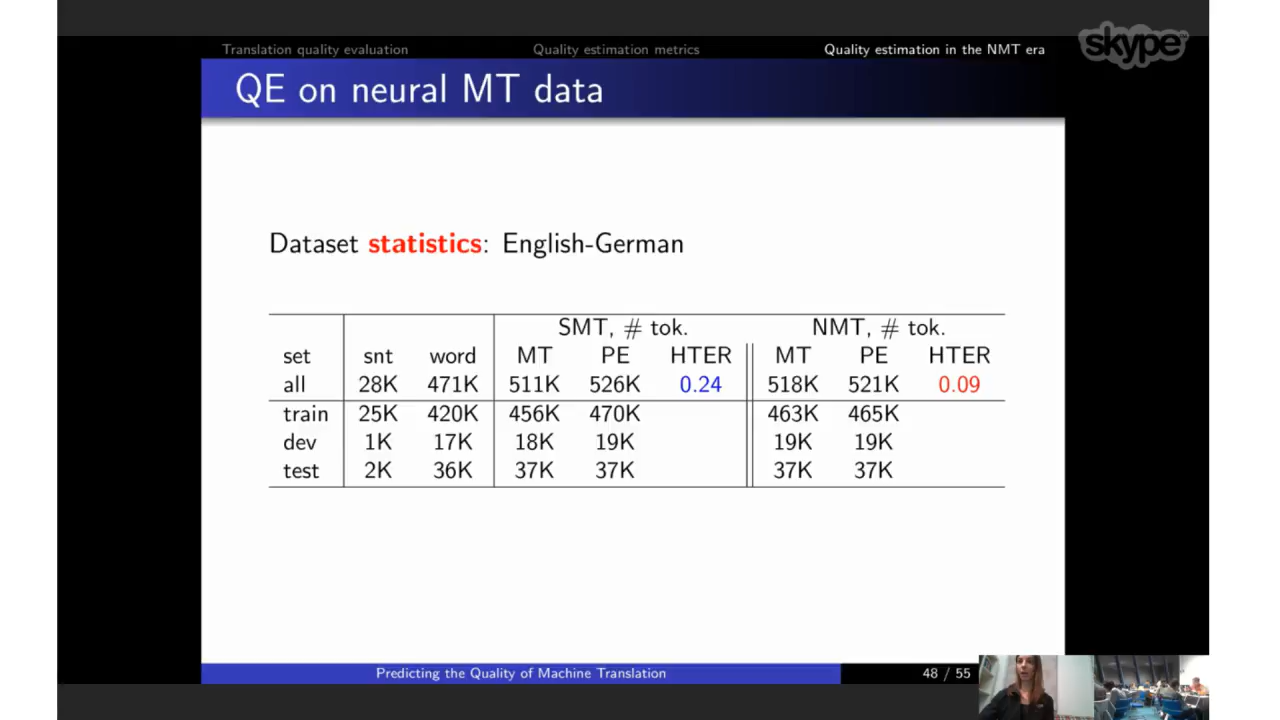 Translation quality evaluation Quality estimation metrics Quality estimation in the NMT era
skype
QE on neural MT data
Dataset statistics: English-German
SMT, # tok. NMT, # tok.
set snt word MT PE HTER MT PE HTER
all 28K 471K 511K 526K 0.24 518K 521K 0.09
train 25K 420K 456K 470K 463K 465K
dev 1K 17K 18K 19K 19K 19K
test 2K 36K 37K 37K 37K 37K
Predicting the Quality of Machine Translation 48 / 55